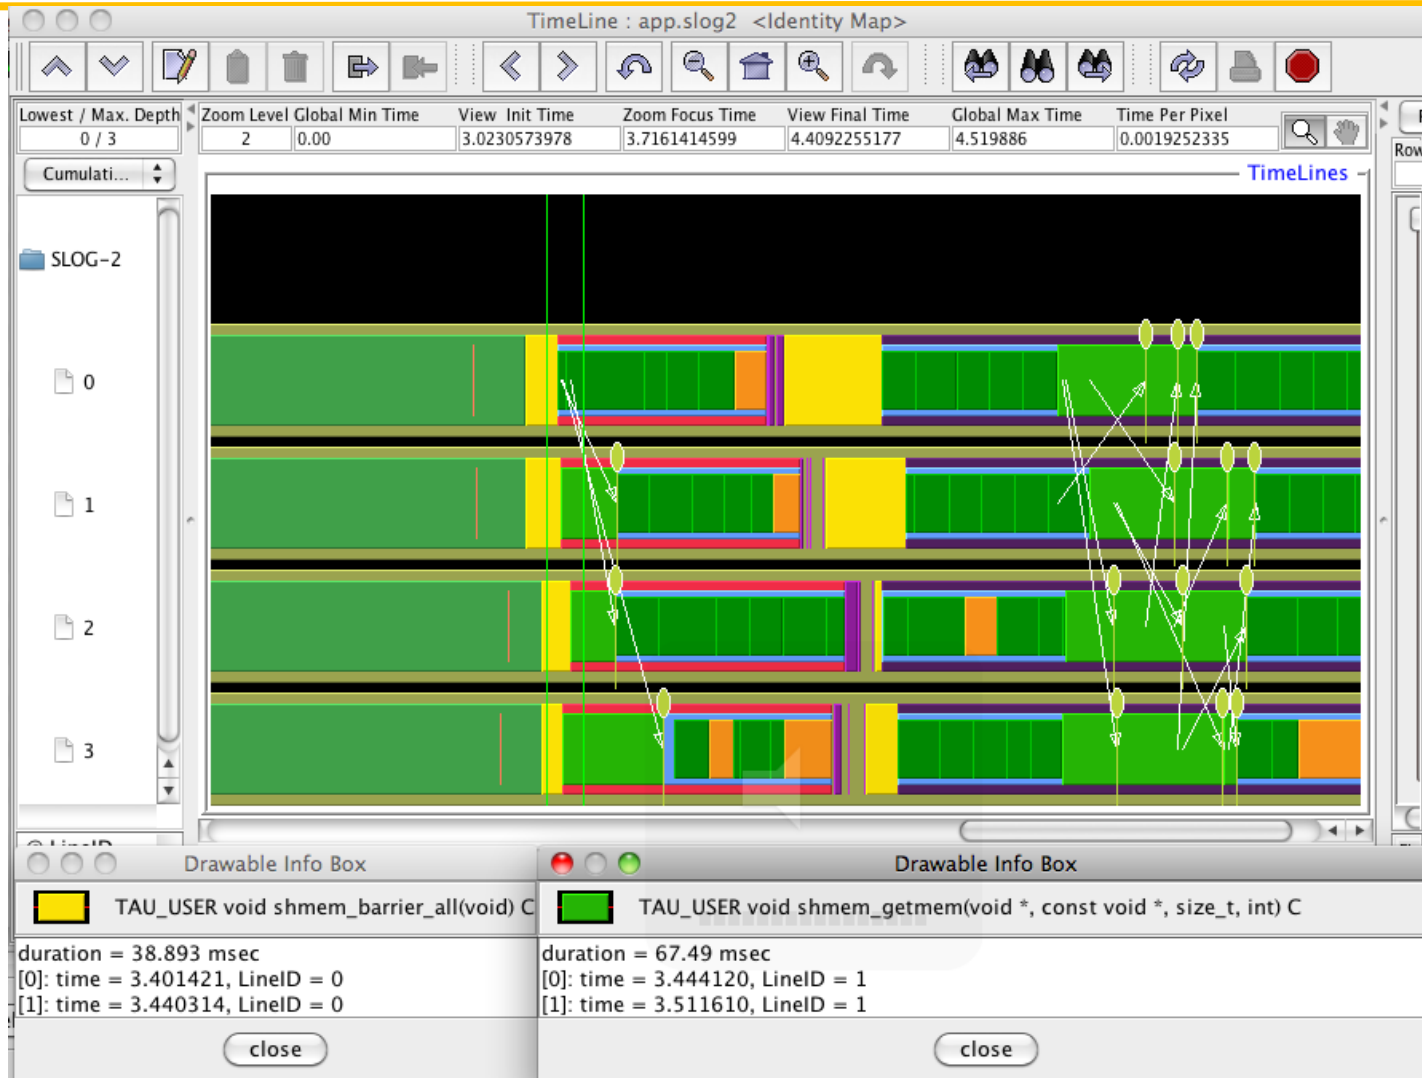 TimeLine : app.slog2  <Identity Map>
Lowest / Max. Depth
0 / 3
Zoom Level Global Min Time View Init Time Zoom Focus Time View Final Time Global Max Time Time Per Pixel
2 0.00 3.0230573978 3.7161414599 4.4092255177 4.519886 0.0019252335
Row
Cumulati...
TimeLines
SLOG-2
0
1
2
3
Drawable Info Box
TAU_USER void shmem_barrier_all(void) C
duration = 38.893 msec
[0]: time = 3.401421, LineID = 0
[1]: time = 3.440314, LineID = 0
close
Drawable Info Box
TAU_USER void shmem_getmem(void *, const void *, size_t, int) C
duration = 67.49 msec
[0]: time = 3.444120, LineID = 1
[1]: time = 3.511610, LineID = 1
close